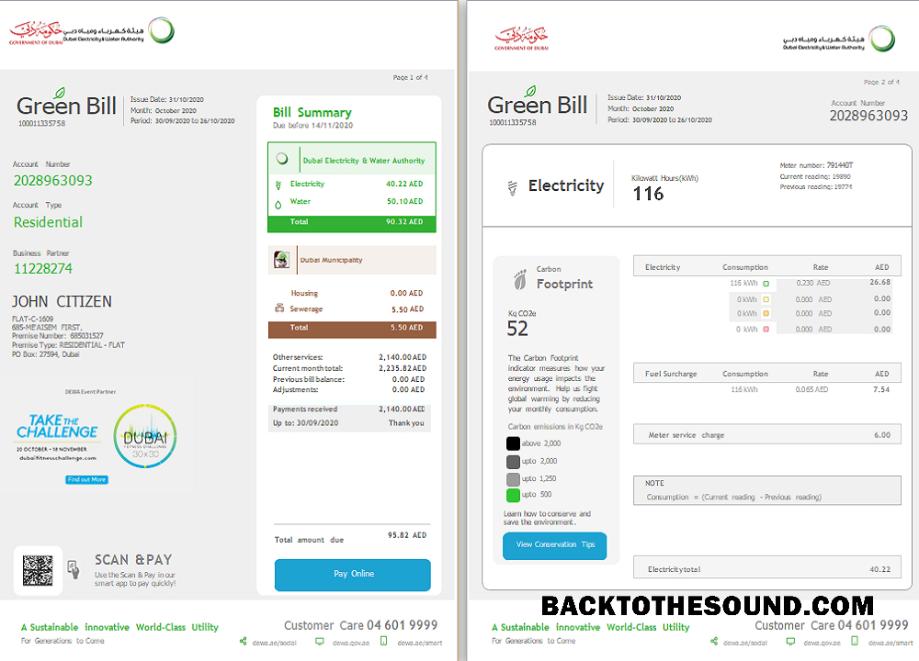 حكومة دبي
GOVERNMENT OF DUBAI
هيئة كهرباء ومياه دبي
Dubai Electricity & Water Authority
Page 1 of 4
Green Bill
100011335758
Issue Date: 31/10/2020
Month: October 2020
Period: 30/09/2020 to 26/10/2020
Account Number
2028963093
Account Type
Residential
Business Partner
11228274
JOHN CITIZEN
FLAT-C-1609
685-ME'AISEM FIRST,
Premise Number: 685031527
Premise Type: RESIDENTIAL - FLAT
PO Box: 27594, Dubai
DEWA Event Partner
TAKE THE
CHALLENGE
20 OCTOBER - 18 NOVEMBER
dubaifitnesschallenge.com
DUBAI
FITNESS CHALLENGE
30x30
Find out More
SCAN &PAY
Use the Scan & Pay in our
smart app to pay quickly!
Bill Summary
Due before 14/11/2020
Dubai Electricity & Water Authority
Electricity 40.22 AED
Water 50.10 AED
Total 90.32 AED
Dubai Municipality
Housing 0.00 AED
Sewerage 5.50 AED
Total 5.50 AED
Other services: 2,140.00 AED
Current month total: 2,235.82 AED
Previous bill balance: 0.00 AED
Adjustments: 0.00 AED
Payments received 2,140.00 AED
Up to: 30/09/2020 Thank you
Total amount due 95.82 AED
Pay Online
A Sustainable innovative World-Class Utility
For Generations to Come
Customer Care 04 601 9999
dewa.ae/social dewa.gov.ae dewa.ae/smart
حكومة دبي
GOVERNMENT OF DUBAI
هيئة كهرباء ومياه دبي
Dubai Electricity & Water Authority
Page 2 of 4
Green Bill
100011335758
Issue Date: 31/10/2020
Month: October 2020
Period: 30/09/2020 to 26/10/2020
Account Number
2028963093
Electricity
Kilowatt Hours(kWh)
116
Meter number: 791440T
Current reading: 19890
Previous reading: 19774
Carbon
Footprint
Kg CO2e
52
The Carbon Footprint
indicator measures how your
energy usage impacts the
environment. Help us fight
global warming by reducing
your monthly consumption.
Carbon emissions in Kg CO2e
above 2,000
upto 2,000
upto 1,250
upto 500
Learn how to conserve and
save the environment.
View Conservation Tips
Electricity Consumption Rate AED
116 kWh 0.230 AED 26.68
0 kWh 0.000 AED 0.00
0 kWh 0.000 AED 0.00
0 kWh 0.000 AED 0.00
Fuel Surcharge Consumption Rate AED
116 kWh 0.065 AED 7.54
Meter service charge 6.00
NOTE
Consumption = (Current reading - Previous reading)
Electricity total 40.22
BACKTOTHESOUND.COM
A Sustainable innovative World-Class Utility
For Generations to Come
Customer Care 04 601 9999
dewa.ae/social dewa.gov.ae dewa.ae/smart